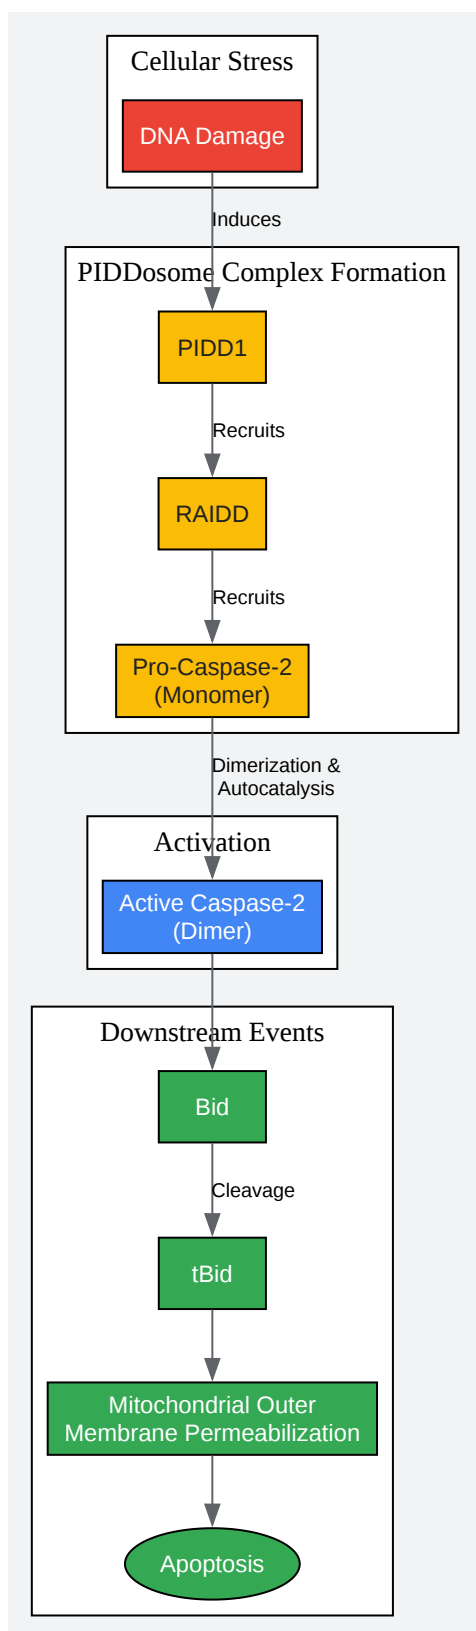 Cellular Stress
DNA Damage
Induces
PIDDosome Complex Formation
PIDD1
Recruits
RAIDD
Recruits
Pro-Caspase-2
(Monomer)
Dimerization &
Autocatalysis
Activation
Active Caspase-2
(Dimer)
Downstream Events
Bid
Cleavage
tBid
Mitochondrial Outer
Membrane Permeabilization
Apoptosis